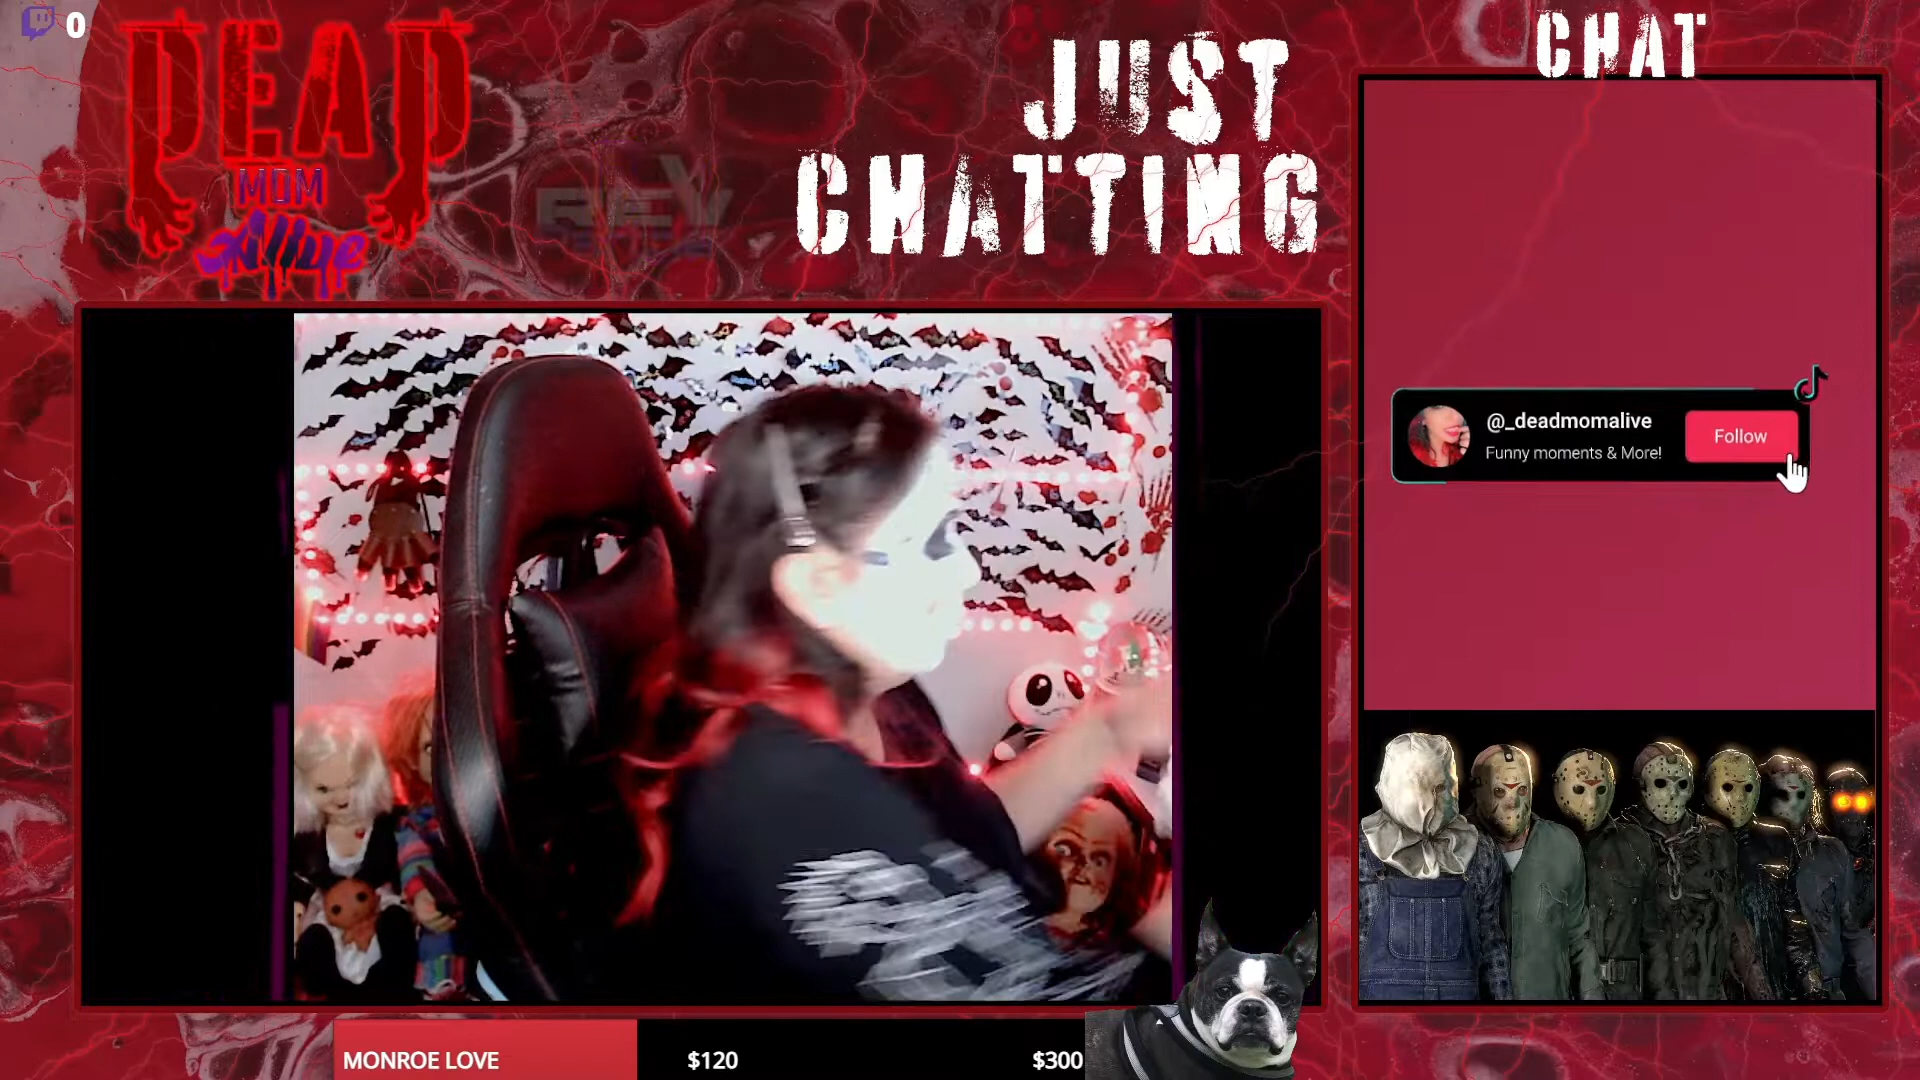 0
DEAD
MOM
Alive
JUST
CHATTING
CHAT
@_deadmomalive
Funny moments & More!
Follow
MONROE LOVE
$120
$300